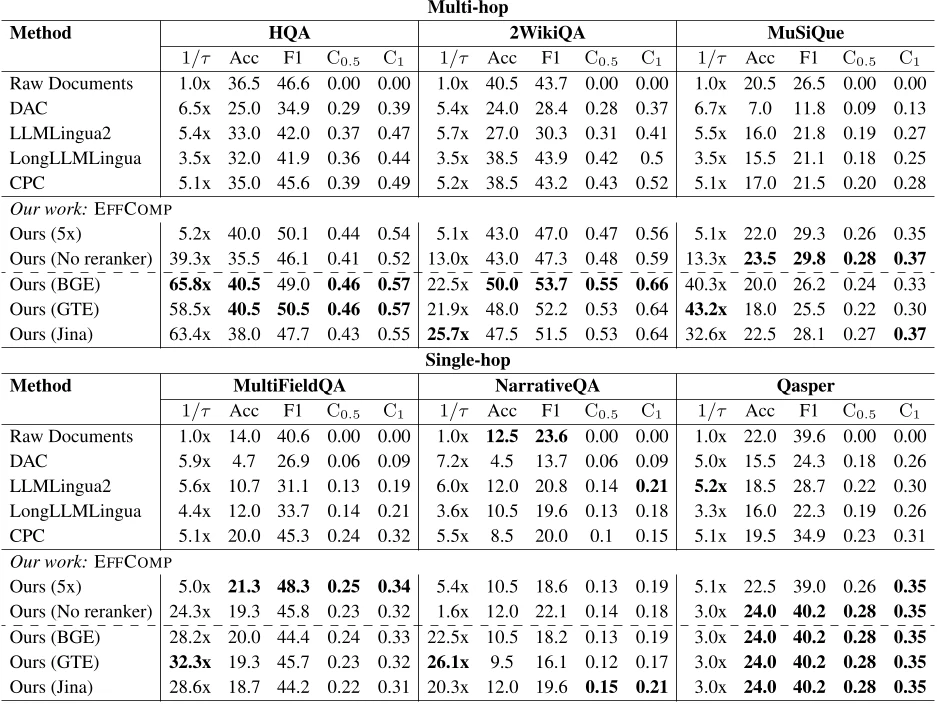 Multi-hop
Method HQA 2WikiQA MuSiQue
1/τ Acc F1 C0.5 C1 1/τ Acc F1 C0.5 C1 1/τ Acc F1 C0.5 C1
Raw Documents 1.0x 36.5 46.6 0.00 0.00 1.0x 40.5 43.7 0.00 0.00 1.0x 20.5 26.5 0.00 0.00
DAC 6.5x 25.0 34.9 0.29 0.39 5.4x 24.0 28.4 0.28 0.37 6.7x 7.0 11.8 0.09 0.13
LLMLingua2 5.4x 33.0 42.0 0.37 0.47 5.7x 27.0 30.3 0.31 0.41 5.5x 16.0 21.8 0.19 0.27
LongLLMLingua 3.5x 32.0 41.9 0.36 0.44 3.5x 38.5 43.9 0.42 0.5 3.5x 15.5 21.1 0.18 0.25
CPC 5.1x 35.0 45.6 0.39 0.49 5.2x 38.5 43.2 0.43 0.52 5.1x 17.0 21.5 0.20 0.28
Our work: EFFCOMP
Ours (5x) 5.2x 40.0 50.1 0.44 0.54 5.1x 43.0 47.0 0.47 0.56 5.1x 22.0 29.3 0.26 0.35
Ours (No reranker) 39.3x 35.5 46.1 0.41 0.52 13.0x 43.0 47.3 0.48 0.59 13.3x 23.5 29.8 0.28 0.37
Ours (BGE) 65.8x 40.5 49.0 0.46 0.57 22.5x 50.0 53.7 0.55 0.66 40.3x 20.0 26.2 0.24 0.33
Ours (GTE) 58.5x 40.5 50.5 0.46 0.57 21.9x 48.0 52.2 0.53 0.64 43.2x 18.0 25.5 0.22 0.30
Ours (Jina) 63.4x 38.0 47.7 0.43 0.55 25.7x 47.5 51.5 0.53 0.64 32.6x 22.5 28.1 0.27 0.37
Single-hop
Method MultiFieldQA NarrativeQA Qasper
1/τ Acc F1 C0.5 C1 1/τ Acc F1 C0.5 C1 1/τ Acc F1 C0.5 C1
Raw Documents 1.0x 14.0 40.6 0.00 0.00 1.0x 12.5 23.6 0.00 0.00 1.0x 22.0 39.6 0.00 0.00
DAC 5.9x 4.7 26.9 0.06 0.09 7.2x 4.5 13.7 0.06 0.09 5.0x 15.5 24.3 0.18 0.26
LLMLingua2 5.6x 10.7 31.1 0.13 0.19 6.0x 12.0 20.8 0.14 0.21 5.2x 18.5 28.7 0.22 0.30
LongLLMLingua 4.4x 12.0 33.7 0.14 0.21 3.6x 10.5 19.6 0.13 0.18 3.3x 16.0 22.3 0.19 0.26
CPC 5.1x 20.0 45.3 0.24 0.32 5.5x 8.5 20.0 0.1 0.15 5.1x 19.5 34.9 0.23 0.31
Our work: EFFCOMP
Ours (5x) 5.0x 21.3 48.3 0.25 0.34 5.4x 10.5 18.6 0.13 0.19 5.1x 22.5 39.0 0.26 0.35
Ours (No reranker) 24.3x 19.3 45.8 0.23 0.32 1.6x 12.0 22.1 0.14 0.18 3.0x 24.0 40.2 0.28 0.35
Ours (BGE) 28.2x 20.0 44.4 0.24 0.33 22.5x 10.5 18.2 0.13 0.19 3.0x 24.0 40.2 0.28 0.35
Ours (GTE) 32.3x 19.3 45.7 0.23 0.32 26.1x 9.5 16.1 0.12 0.17 3.0x 24.0 40.2 0.28 0.35
Ours (Jina) 28.6x 18.7 44.2 0.22 0.31 20.3x 12.0 19.6 0.15 0.21 3.0x 24.0 40.2 0.28 0.35